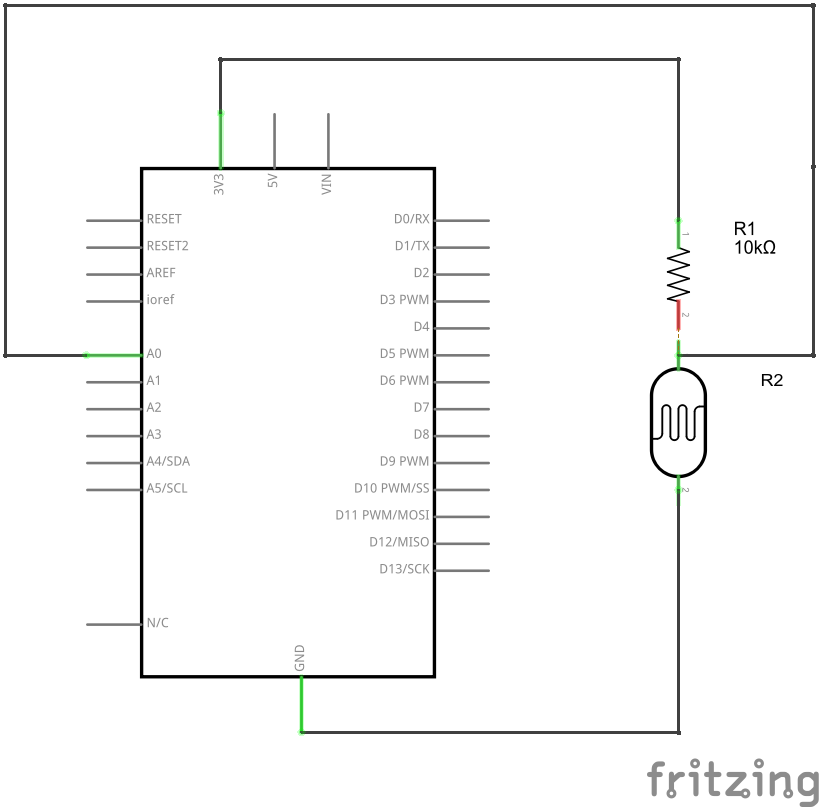 3V3
5V
VIN
RESET
RESET2
AREF
ioref
A0
A1
A2
A3
A4/SDA
A5/SCL
N/C
D0/RX
D1/TX
D2
D3 PWM
D4
D5 PWM
D6 PWM
D7
D8
D9 PWM
D10 PWM/SS
D11 PWM/MOSI
D12/MISO
D13/SCK
GND
1
R1
10kΩ
2
R2
2
fritzing